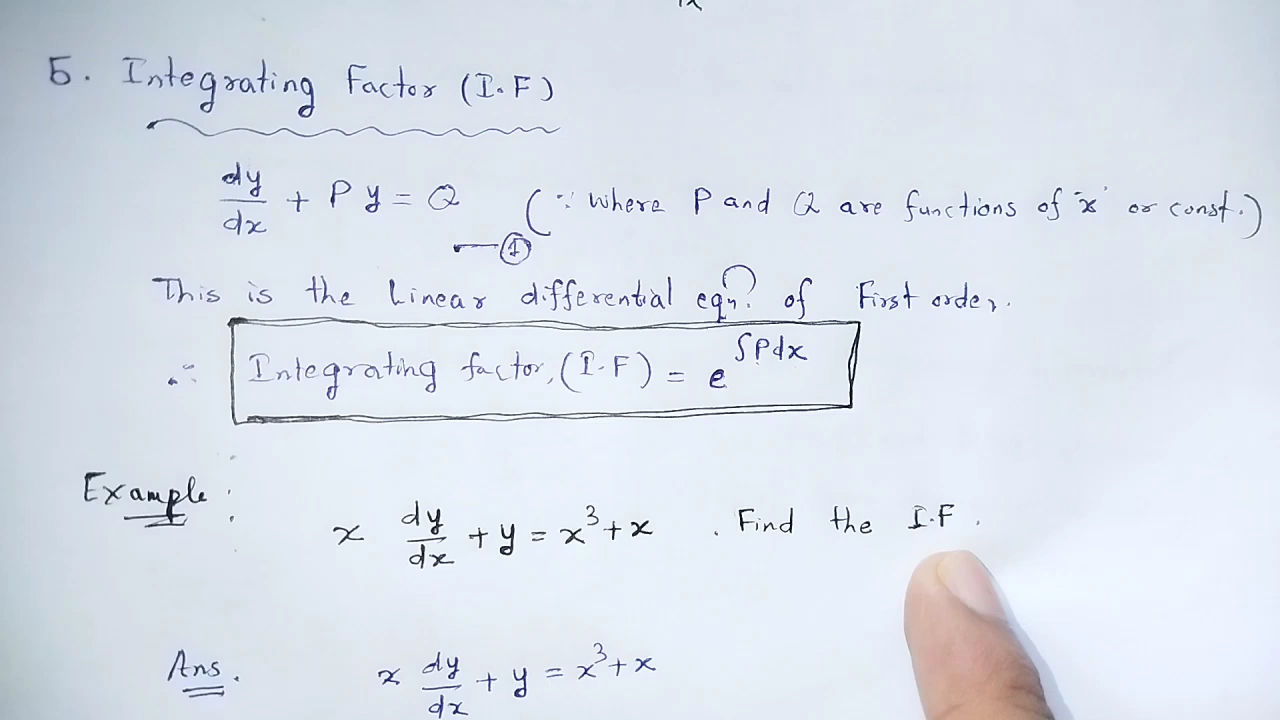 5. Integrating Factor (I.F)
dy/dx + P y = Q (∵ where P and Q are functions of 'x' or const.)
①
This is the Linear differential eqn. of First order.
∴ Integrating factor, (I.F) = e^∫Pdx
Example:
x dy/dx + y = x³ + x . Find the I.F.
Ans. x dy/dx + y = x³ + x